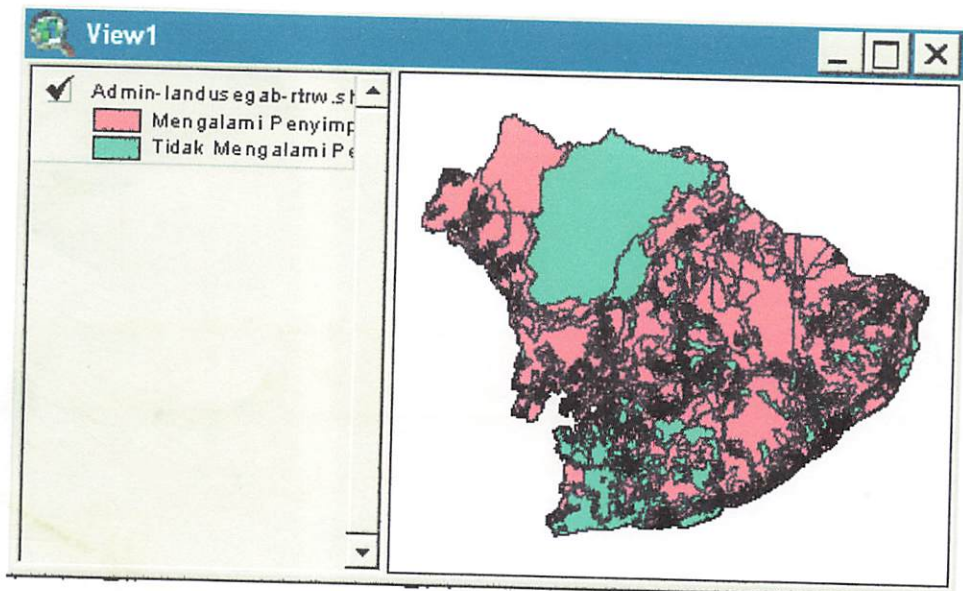 View1
Admin-landusegab-rtrw.sh
Mengalami Penyimp
Tidak Mengalami Pe